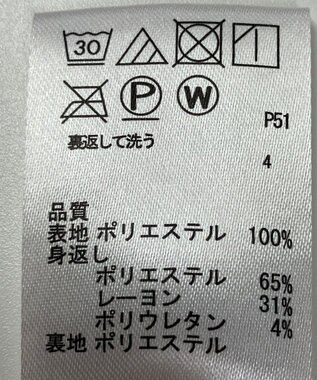 30
P W
P51
裏返して洗う
4
品質
表地 ポリエステル 100%
身返し
ポリエステル 65%
レーヨン 31%
ポリウレタン 4%
裏地 ポリエステル